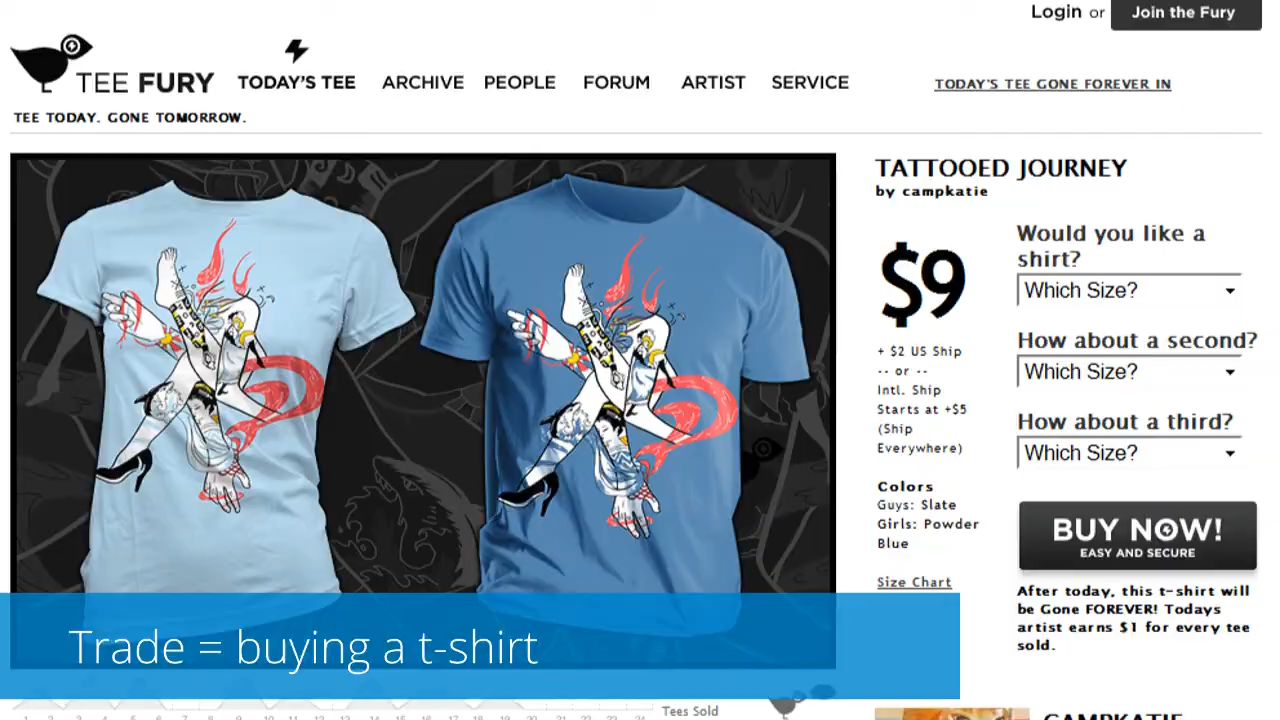 Login or Join the Fury
TEE FURY
TODAY'S TEE ARCHIVE PEOPLE FORUM ARTIST SERVICE
TODAY'S TEE GONE FOREVER IN
TEE TODAY. GONE TOMORROW.
TATTOOED JOURNEY
by campkatie
$9
+ $2 US Ship
-- or --
Intl. Ship
Starts at +$5
(Ship
Everywhere)
Colors
Guys: Slate
Girls: Powder
Blue
Size Chart
Would you like a
shirt?
Which Size?
How about a second?
Which Size?
How about a third?
Which Size?
BUY NOW!
EASY AND SECURE
After today, this t-shirt will
be Gone FOREVER! Todays
artist earns $1 for every tee
sold.
Trade = buying a t-shirt
Tees Sold
CAMPKATIE